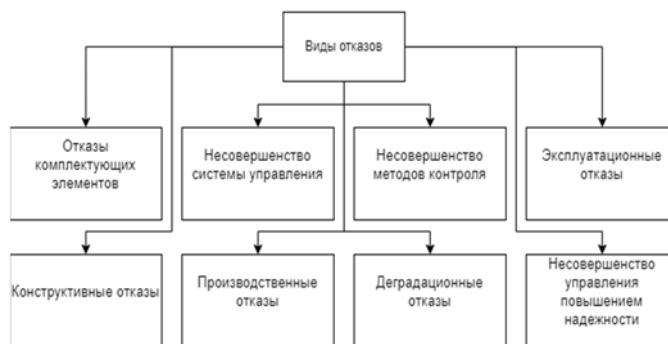 Виды отказов
Отказы
комплектующих
элементов
Несовершенство
системы управления
Несовершенство
методов контроля
Эксплуатационные
отказы
Конструктивные отказы
Производственные
отказы
Деградационные
отказы
Несовершенство
управления
повышением
надежности